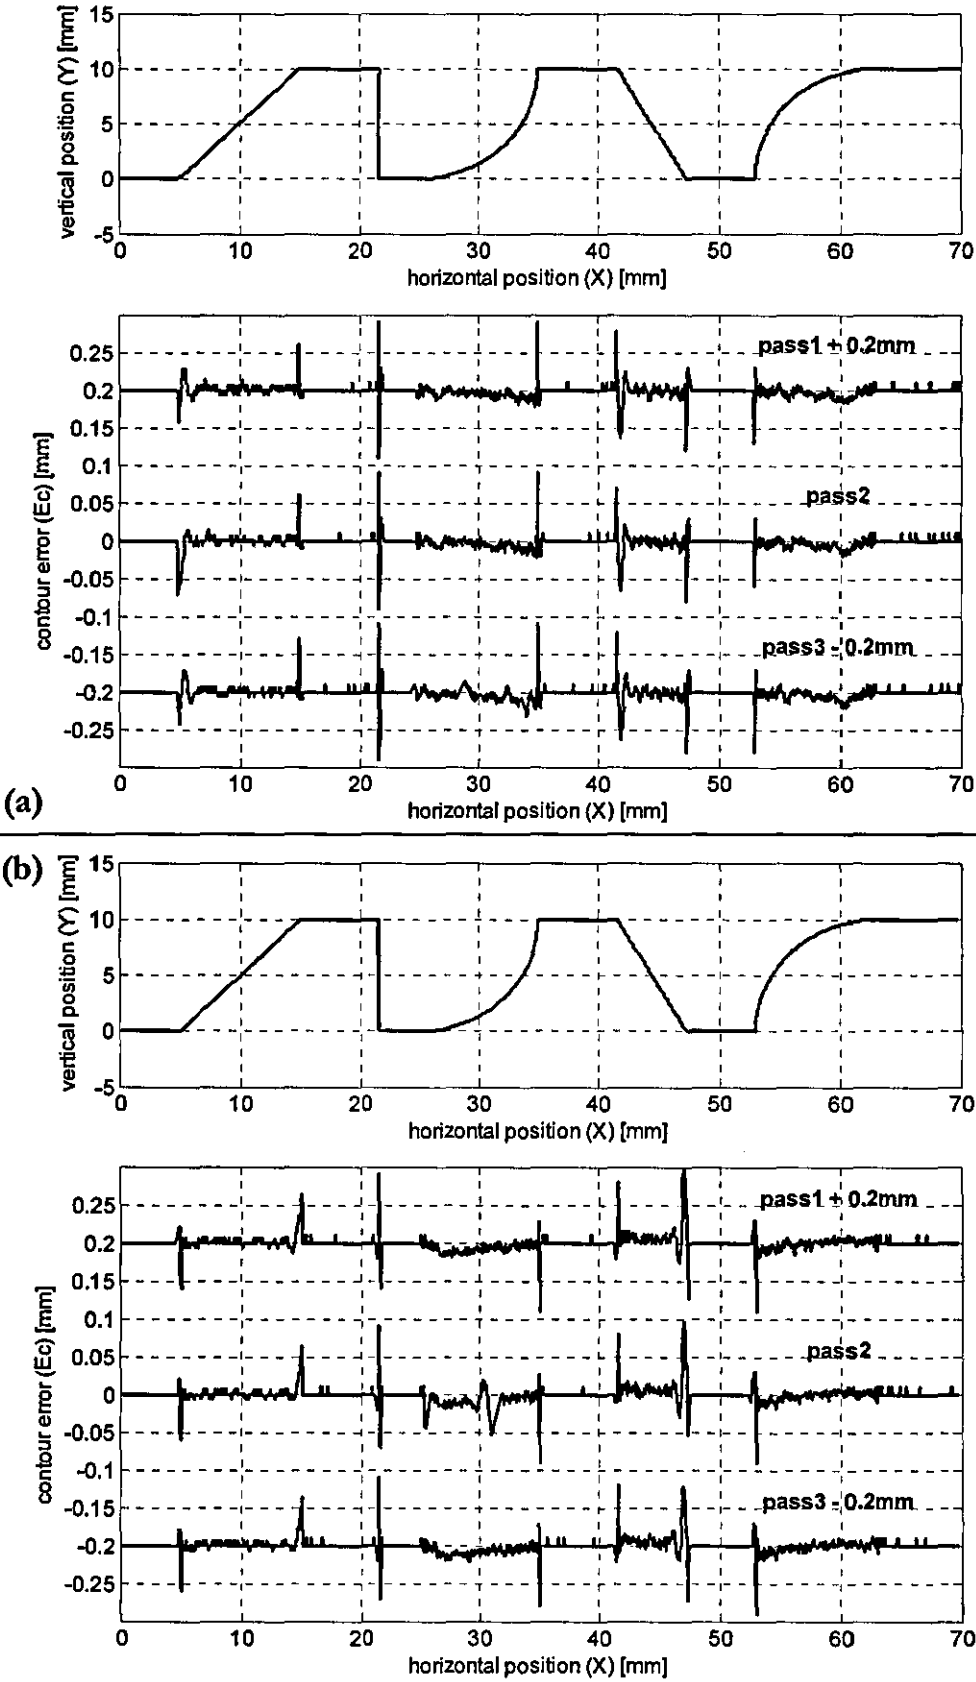 vertical position (Y) [mm]
15
10
5
0
-5
0 10 20 30 40 50 60 70
horizontal position (X) [mm]
contour error (Ec) [mm]
0.25
0.2
0.15
0.1
0.05
0
-0.05
-0.1
-0.15
-0.2
-0.25
pass1 + 0.2mm
pass2
pass3 - 0.2mm
0 10 20 30 40 50 60 70
horizontal position (X) [mm]
(a)
(b)
vertical position (Y) [mm]
15
10
5
0
-5
0 10 20 30 40 50 60 70
horizontal position (X) [mm]
contour error (Ec) [mm]
0.25
0.2
0.15
0.1
0.05
0
-0.05
-0.1
-0.15
-0.2
-0.25
pass1 + 0.2mm
pass2
pass3 - 0.2mm
0 10 20 30 40 50 60 70
horizontal position (X) [mm]